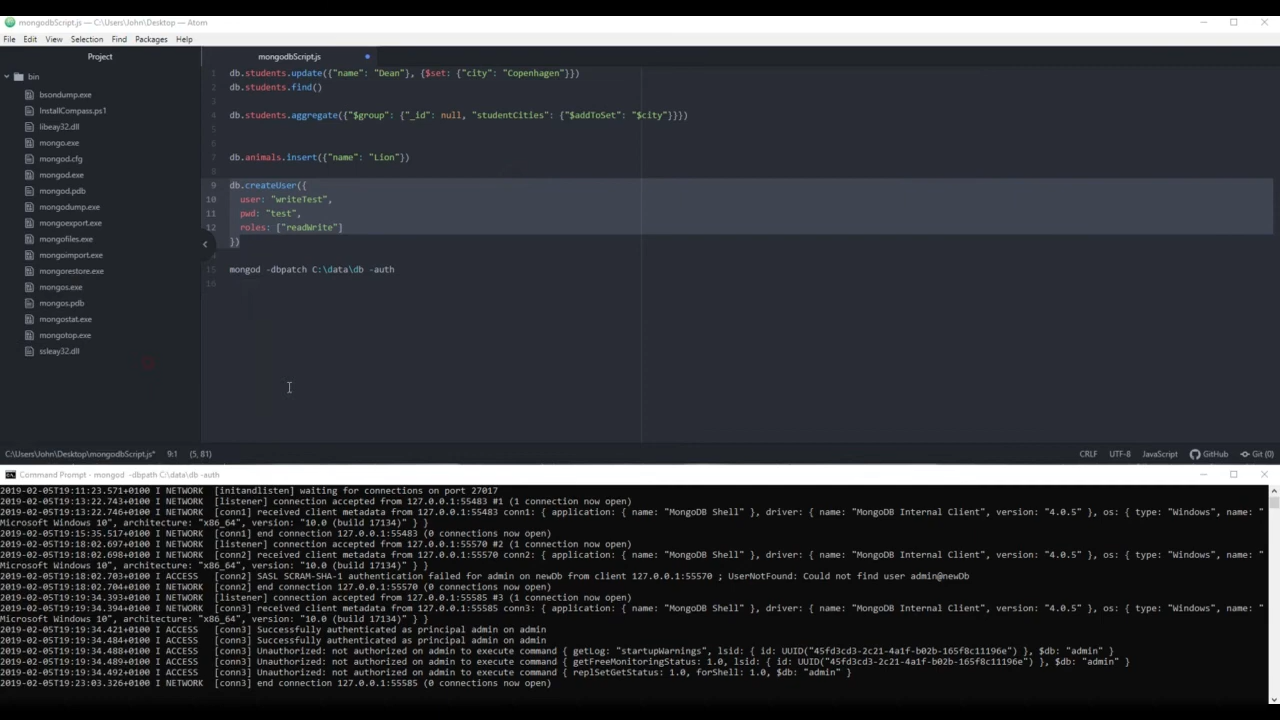 mongodbScript.js — C:\Users\John\Desktop — Atom
File Edit View Selection Find Packages Help
Project
mongodbScript.js
bin
bsondump.exe
InstallCompass.ps1
libeay32.dll
mongo.exe
mongod.cfg
mongod.exe
mongod.pdb
mongodump.exe
mongoexport.exe
mongofiles.exe
mongoimport.exe
mongorestore.exe
mongos.exe
mongos.pdb
mongostat.exe
mongotop.exe
ssleay32.dll
1 db.students.update({"name": "Dean"}, {$set: {"city": "Copenhagen"}})
2 db.students.find()
3
4 db.students.aggregate({"$group": {"_id": null, "studentCities": {"$addToSet": "$city"}}})
5
6
7 db.animals.insert({"name": "Lion"})
8
9 db.createUser({
10 user: "writeTest",
11 pwd: "test",
12 roles: ["readWrite"]
})
15 mongod -dbpatch C:\data\db -auth
16
C:\Users\John\Desktop\mongodbScript.js* 9:1 (5, 81) CRLF UTF-8 JavaScript GitHub Git (0)
Command Prompt - mongod -dbpath C:\data\db -auth
2019-02-05T19:11:23.571+0100 I NETWORK [initandlisten] waiting for connections on port 27017
2019-02-05T19:13:22.743+0100 I NETWORK [listener] connection accepted from 127.0.0.1:55483 #1 (1 connection now open)
2019-02-05T19:13:22.746+0100 I NETWORK [conn1] received client metadata from 127.0.0.1:55483 conn1: { application: { name: "MongoDB Shell" }, driver: { name: "MongoDB Internal Client", version: "4.0.5" }, os: { type: "Windows", name: "
Microsoft Windows 10", architecture: "x86_64", version: "10.0 (build 17134)" } }
2019-02-05T19:15:35.517+0100 I NETWORK [conn1] end connection 127.0.0.1:55483 (0 connections now open)
2019-02-05T19:18:02.697+0100 I NETWORK [listener] connection accepted from 127.0.0.1:55570 #2 (1 connection now open)
2019-02-05T19:18:02.698+0100 I NETWORK [conn2] received client metadata from 127.0.0.1:55570 conn2: { application: { name: "MongoDB Shell" }, driver: { name: "MongoDB Internal Client", version: "4.0.5" }, os: { type: "Windows", name: "
Microsoft Windows 10", architecture: "x86_64", version: "10.0 (build 17134)" } }
2019-02-05T19:18:02.703+0100 I ACCESS [conn2] SASL SCRAM-SHA-1 authentication failed for admin on newDb from client 127.0.0.1:55570 ; UserNotFound: Could not find user admin@newDb
2019-02-05T19:18:02.704+0100 I NETWORK [conn2] end connection 127.0.0.1:55570 (0 connections now open)
2019-02-05T19:19:34.393+0100 I NETWORK [listener] connection accepted from 127.0.0.1:55585 #3 (1 connection now open)
2019-02-05T19:19:34.394+0100 I NETWORK [conn3] received client metadata from 127.0.0.1:55585 conn3: { application: { name: "MongoDB Shell" }, driver: { name: "MongoDB Internal Client", version: "4.0.5" }, os: { type: "Windows", name: "
Microsoft Windows 10", architecture: "x86_64", version: "10.0 (build 17134)" } }
2019-02-05T19:19:34.421+0100 I ACCESS [conn3] Successfully authenticated as principal admin on admin
2019-02-05T19:19:34.484+0100 I ACCESS [conn3] Successfully authenticated as principal admin on admin
2019-02-05T19:19:34.488+0100 I ACCESS [conn3] Unauthorized: not authorized on admin to execute command { getLog: "startupWarnings", lsid: { id: UUID("45fd3cd3-2c21-4a1f-b02b-165f8c11196e") }, $db: "admin" }
2019-02-05T19:19:34.489+0100 I ACCESS [conn3] Unauthorized: not authorized on admin to execute command { getFreeMonitoringStatus: 1.0, lsid: { id: UUID("45fd3cd3-2c21-4a1f-b02b-165f8c11196e") }, $db: "admin" }
2019-02-05T19:19:34.492+0100 I ACCESS [conn3] Unauthorized: not authorized on admin to execute command { replSetGetStatus: 1.0, forShell: 1.0, $db: "admin" }
2019-02-05T19:23:03.326+0100 I NETWORK [conn3] end connection 127.0.0.1:55585 (0 connections now open)